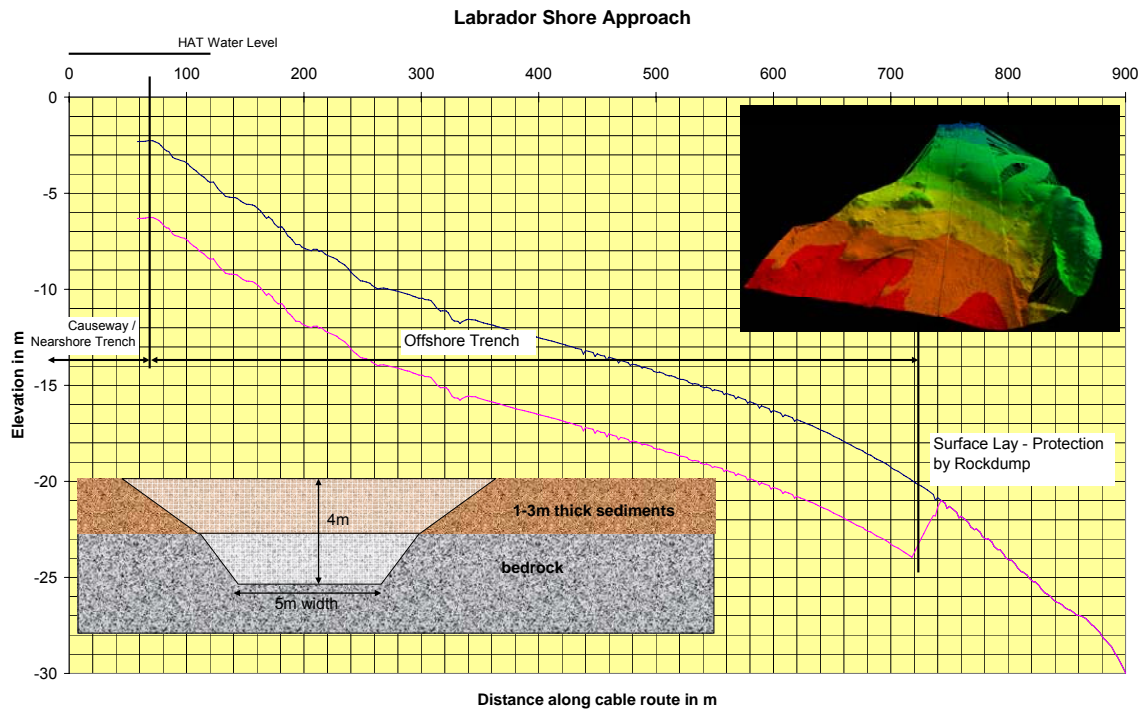 Labrador Shore Approach
HAT Water Level
0 100 200 300 400 500 600 700 800 900
0
-5
-10
-15
-20
-25
-30
Elevation in m
Causeway /
Nearshore Trench
Offshore Trench
Surface Lay - Protection
by Rockdump
1-3m thick sediments
4m
bedrock
5m width
Distance along cable route in m